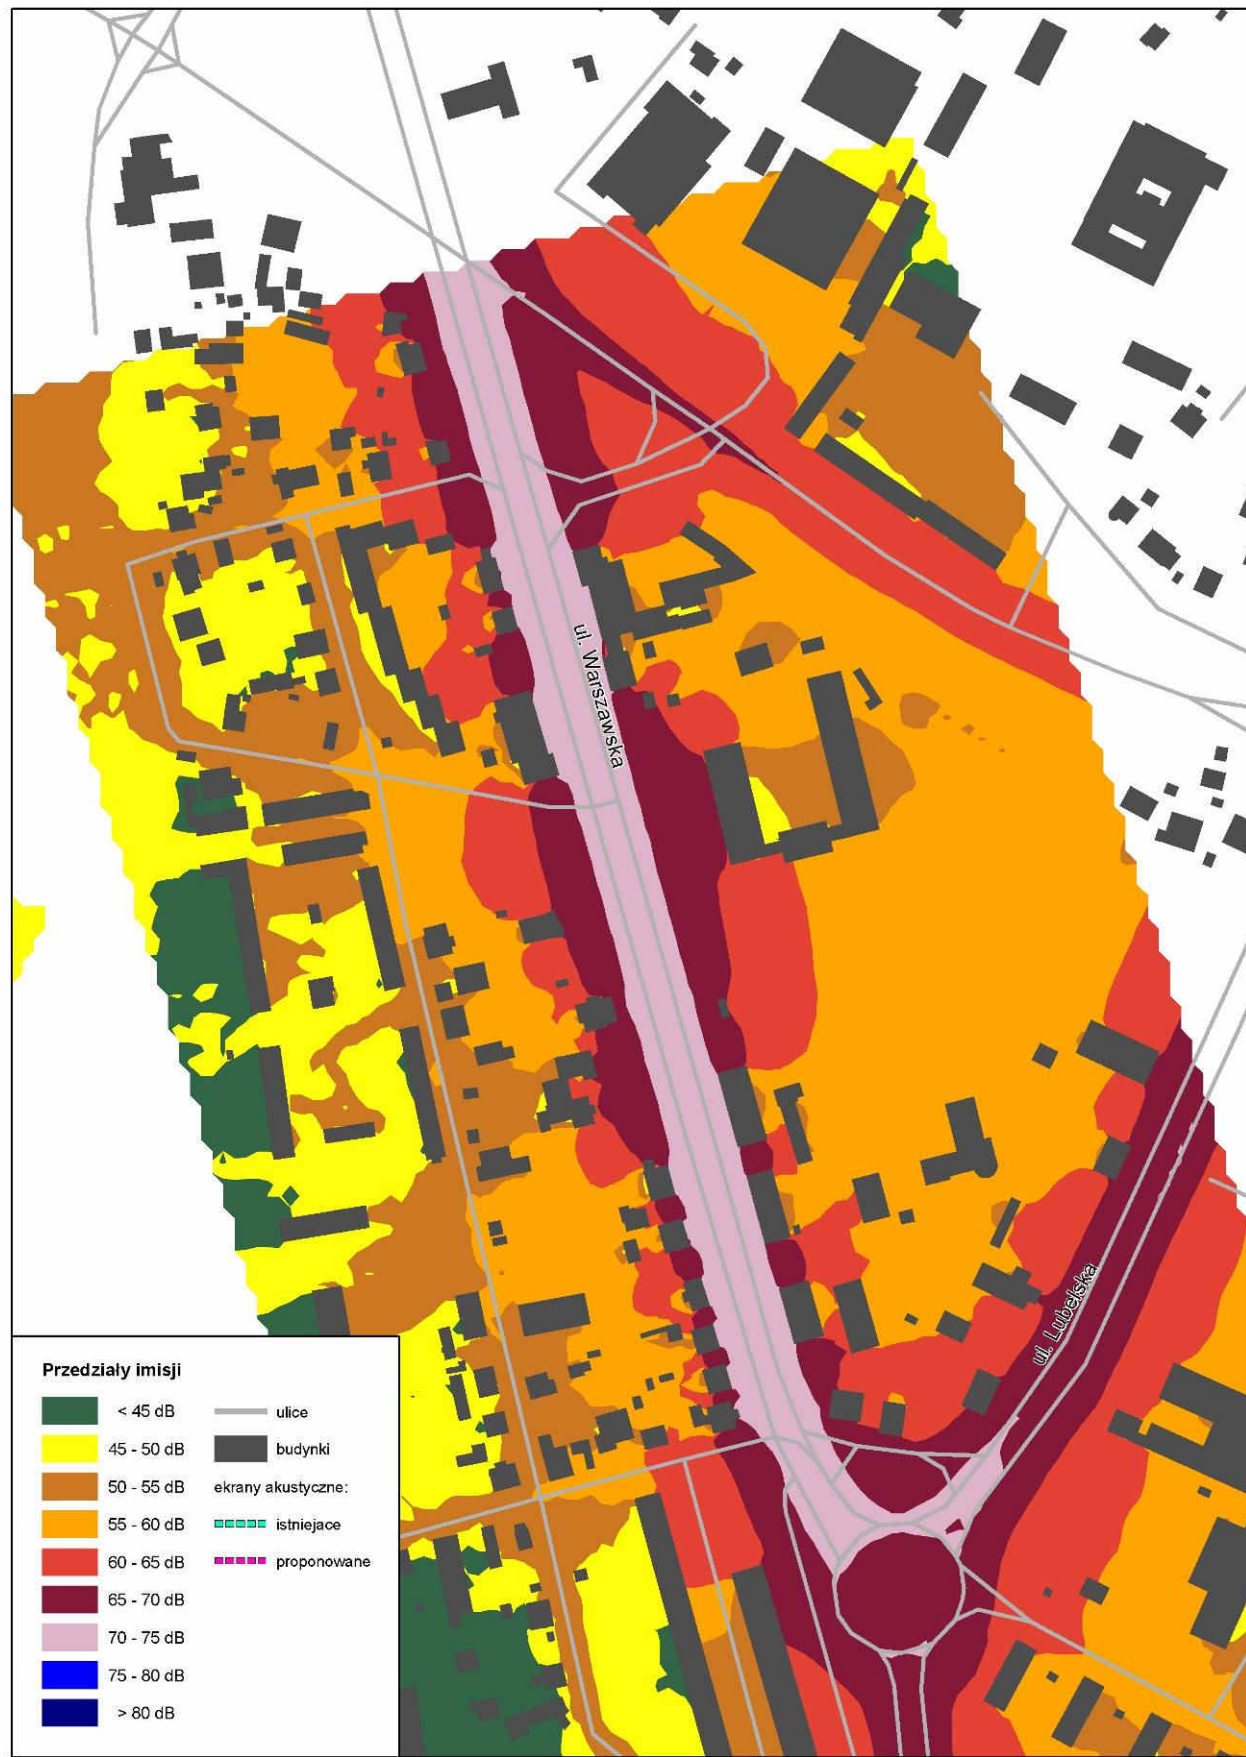 ul. Warszawska
ul. Lubelska
Przedziały imisji
< 45 dB
45 - 50 dB
50 - 55 dB
55 - 60 dB
60 - 65 dB
65 - 70 dB
70 - 75 dB
75 - 80 dB
> 80 dB
ulice
budynki
ekrany akustyczne:
istniejace
proponowane